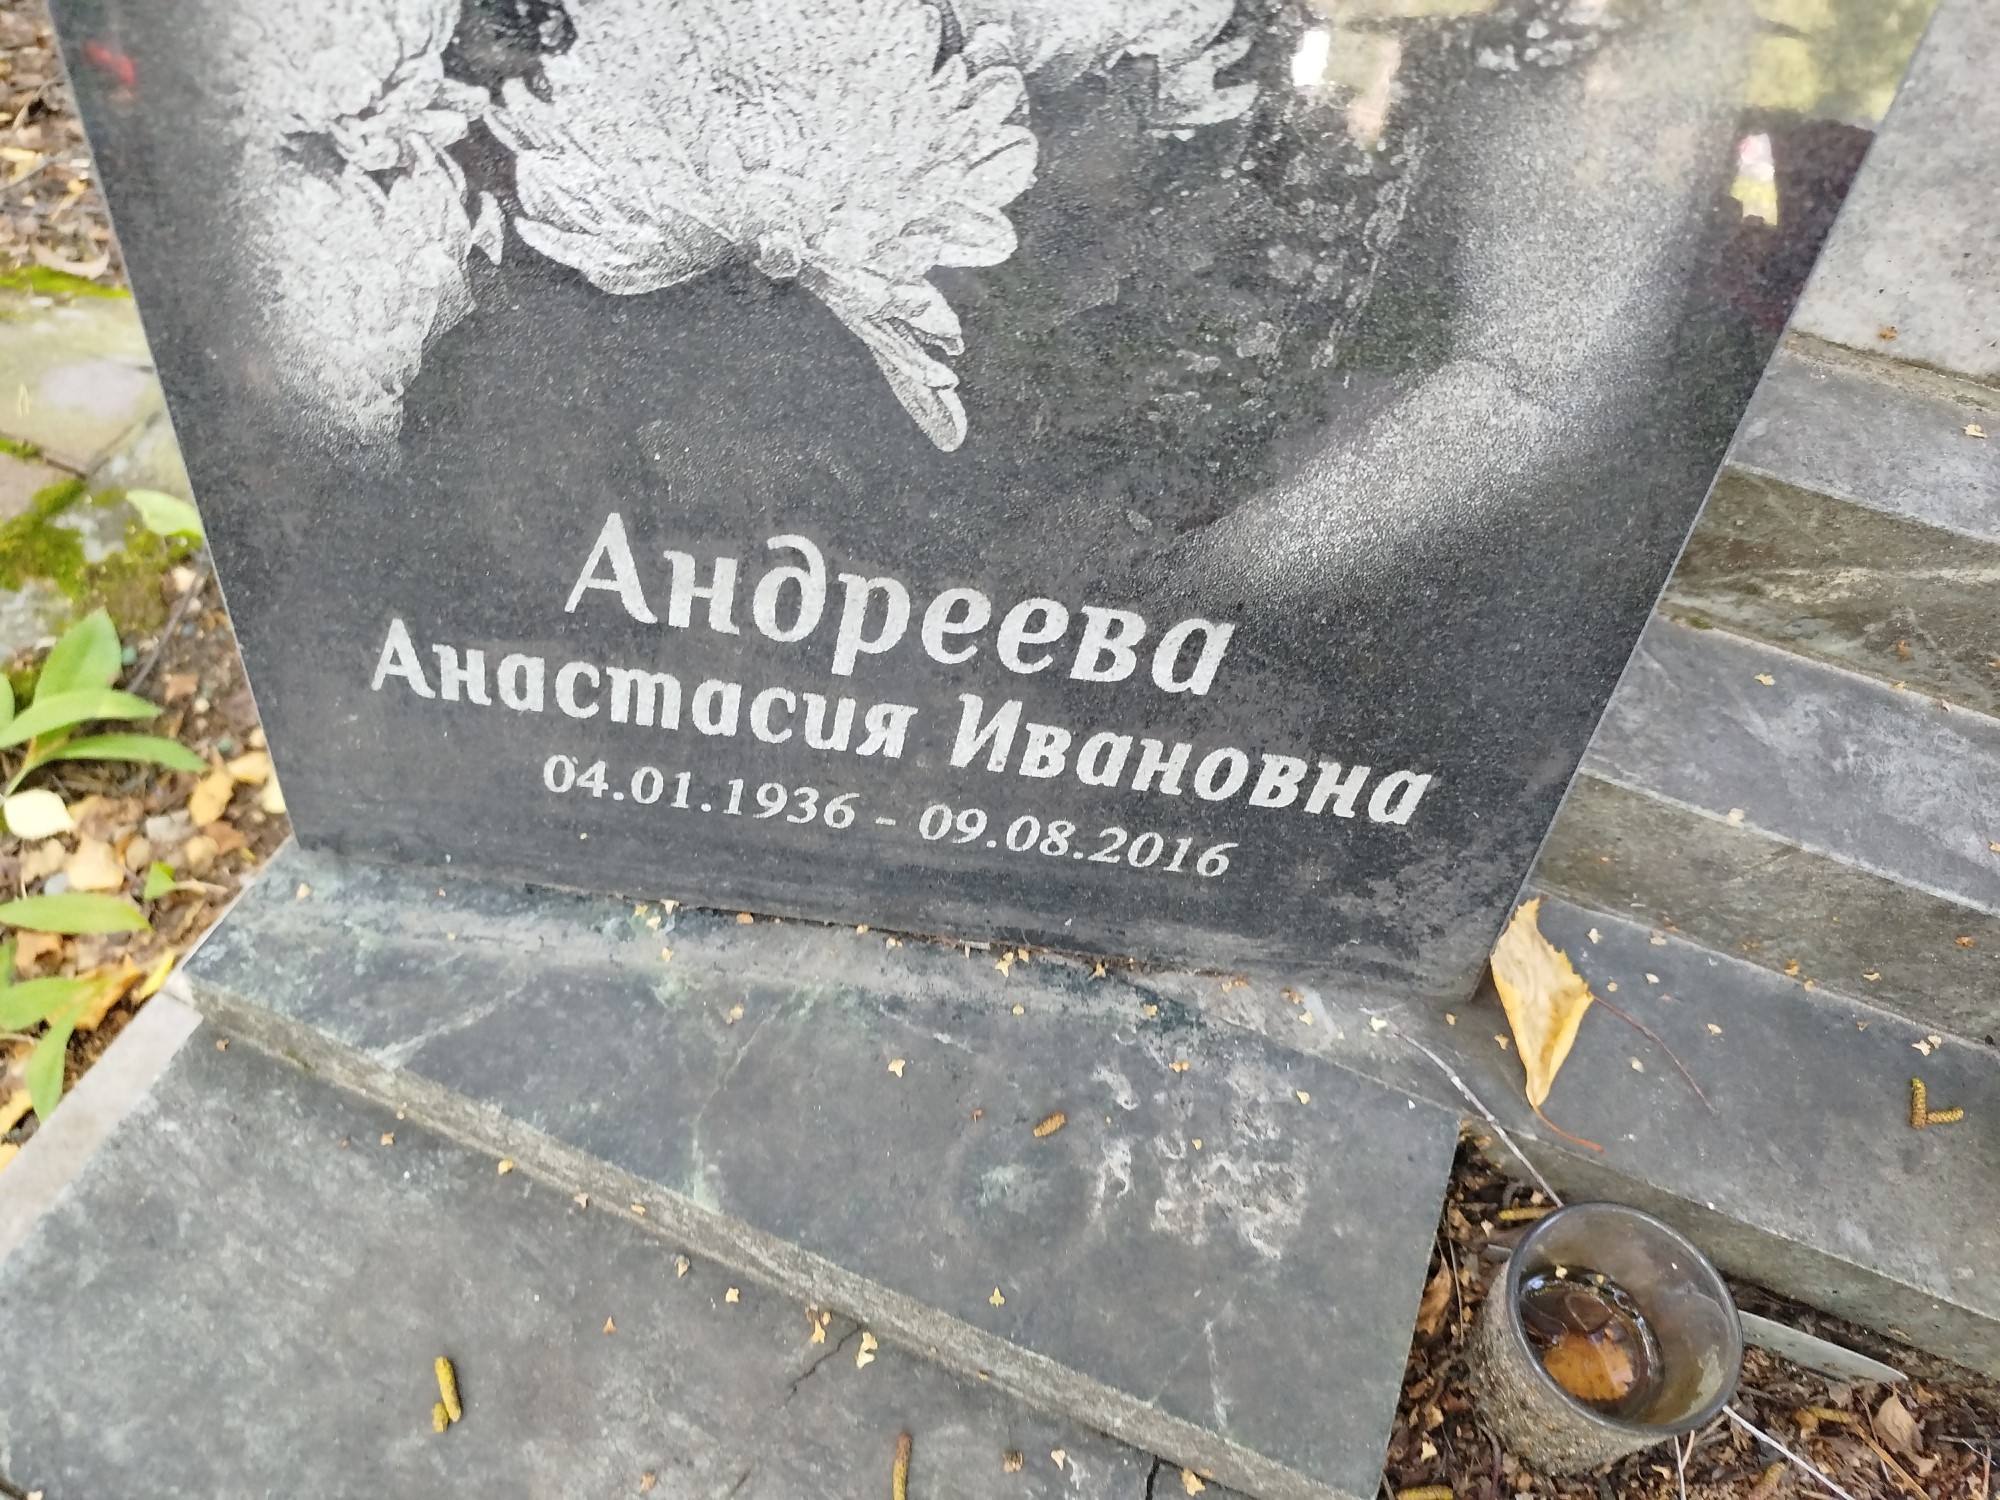 Андреева
Анастасия Ивановна
04.01.1936 - 09.08.2016